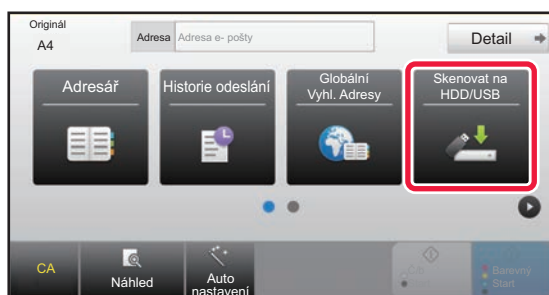 Originál
A4
Adresa
Adresa e- pošty
Detail
Adresář
Historie odeslání
Globální
Vyhl. Adresy
Skenovat na
HDD/USB
CA
Náhled
Auto
nastavení
Barevný
Start